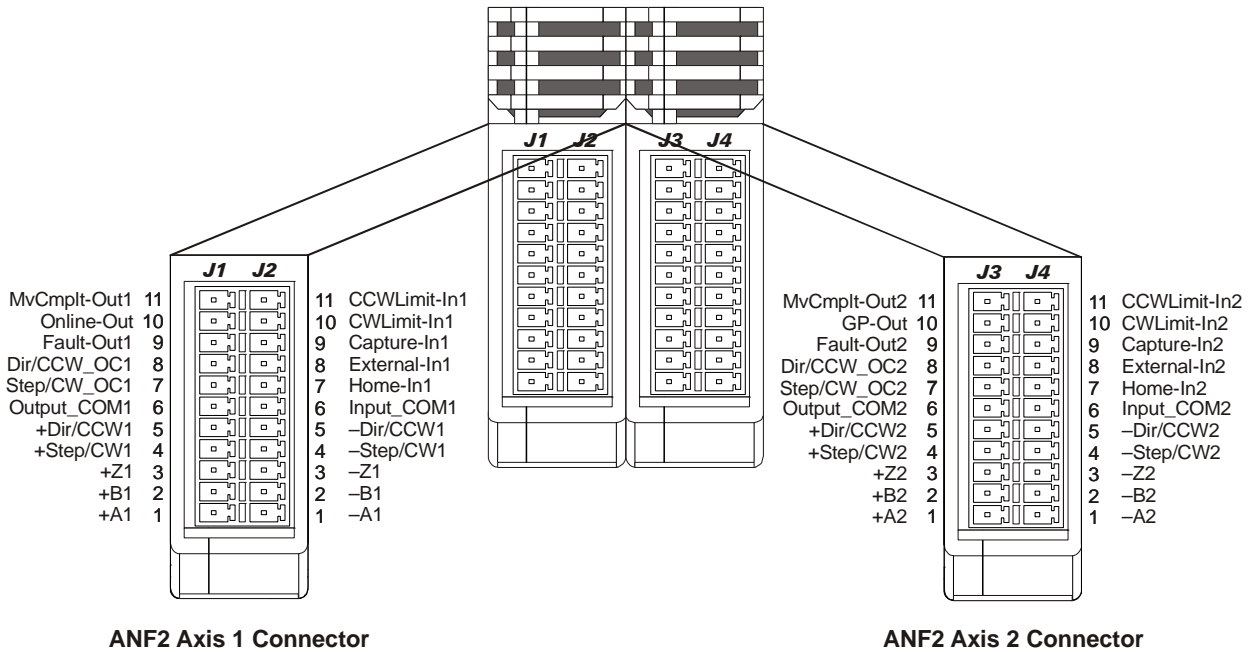 J1 J2 J3 J4
J1 J2
MvCmplt-Out1 11 11 CCWLimit-In1
Online-Out 10 10 CWLimit-In1
Fault-Out1 9 9 Capture-In1
Dir/CCW_OC1 8 8 External-In1
Step/CW_OC1 7 7 Home-In1
Output_COM1 6 6 Input_COM1
+Dir/CCW1 5 5 –Dir/CCW1
+Step/CW1 4 4 –Step/CW1
+Z1 3 3 –Z1
+B1 2 2 –B1
+A1 1 1 –A1
ANF2 Axis 1 Connector
J3 J4
MvCmplt-Out2 11 11 CCWLimit-In2
GP-Out 10 10 CWLimit-In2
Fault-Out2 9 9 Capture-In2
Dir/CCW_OC2 8 8 External-In2
Step/CW_OC2 7 7 Home-In2
Output_COM2 6 6 Input_COM2
+Dir/CCW2 5 5 –Dir/CCW2
+Step/CW2 4 4 –Step/CW2
+Z2 3 3 –Z2
+B2 2 2 –B2
+A2 1 1 –A2
ANF2 Axis 2 Connector